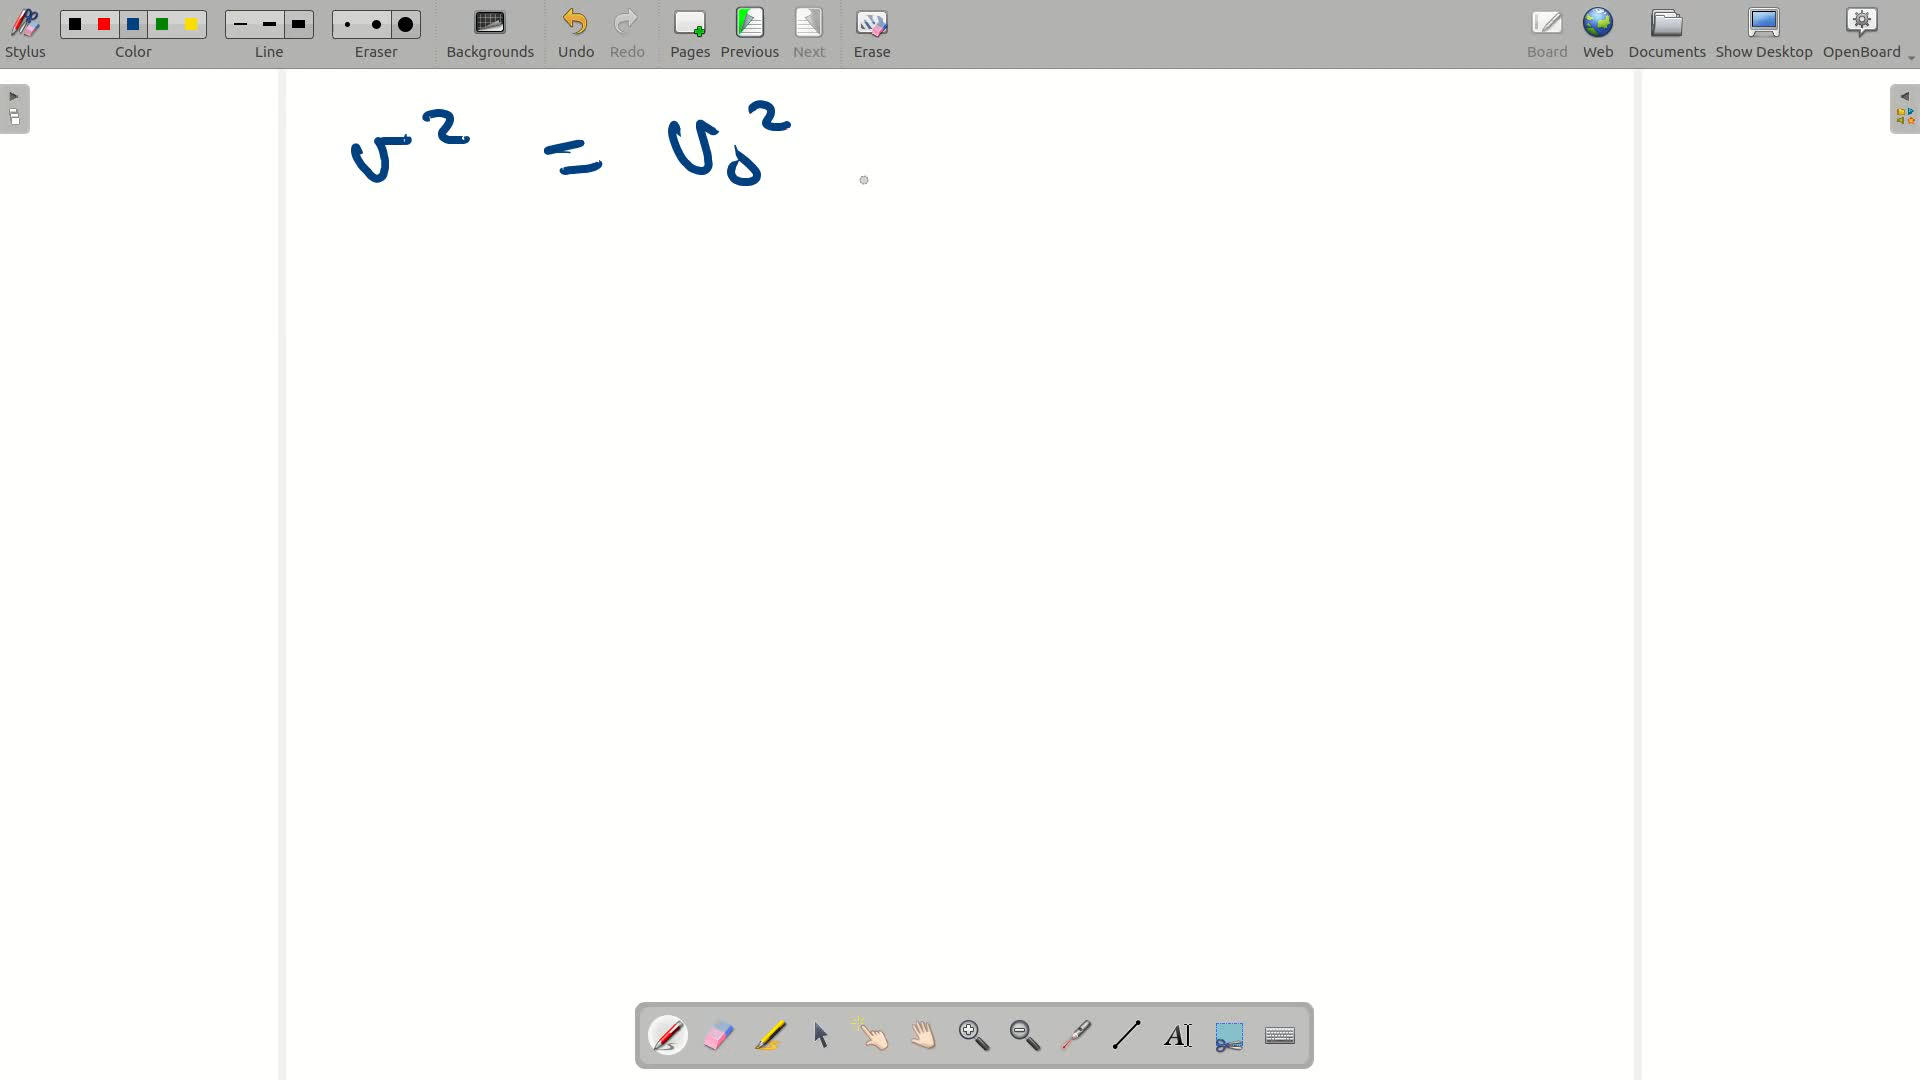 Stylus Color Line Eraser Backgrounds Undo Redo Pages Previous Next Erase Board Web Documents Show Desktop OpenBoard
v² = v₀²